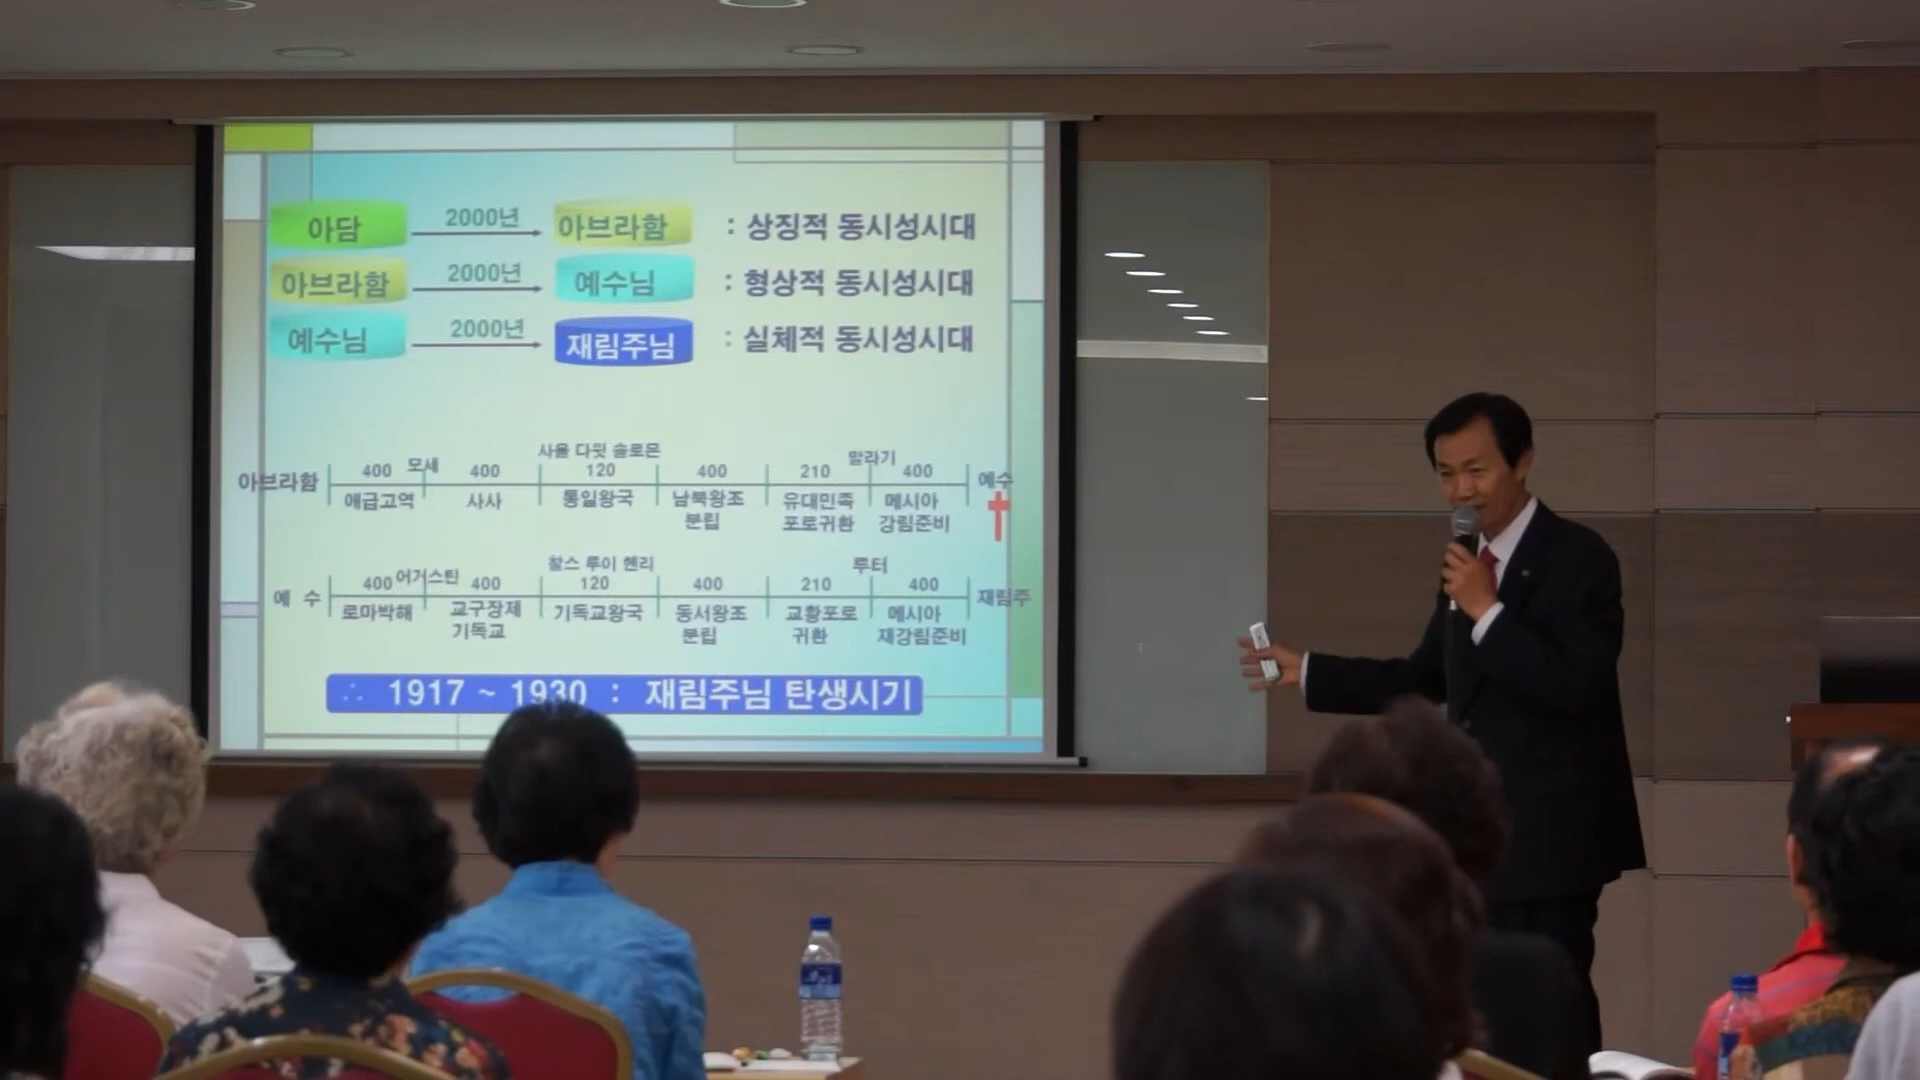 아담 2000년 아브라함 : 상징적 동시성시대
아브라함 2000년 예수님 : 형상적 동시성시대
예수님 2000년 재림주님 : 실체적 동시성시대
모세 사울 다윗 솔로몬 말라기
아브라함 400 400 120 400 210 400 예수
애급고역 사사 통일왕국 남북왕조 유대민족 메시아
분립 포로귀환 강림준비
어거스틴 찰스 루이 헨리 루터
예 수 400 400 120 400 210 400 재림주
로마박해 교구장제 기독교왕국 동서왕조 교황포로 메시아
기독교 분립 귀환 재강림준비
∴ 1917 ~ 1930 : 재림주님 탄생시기